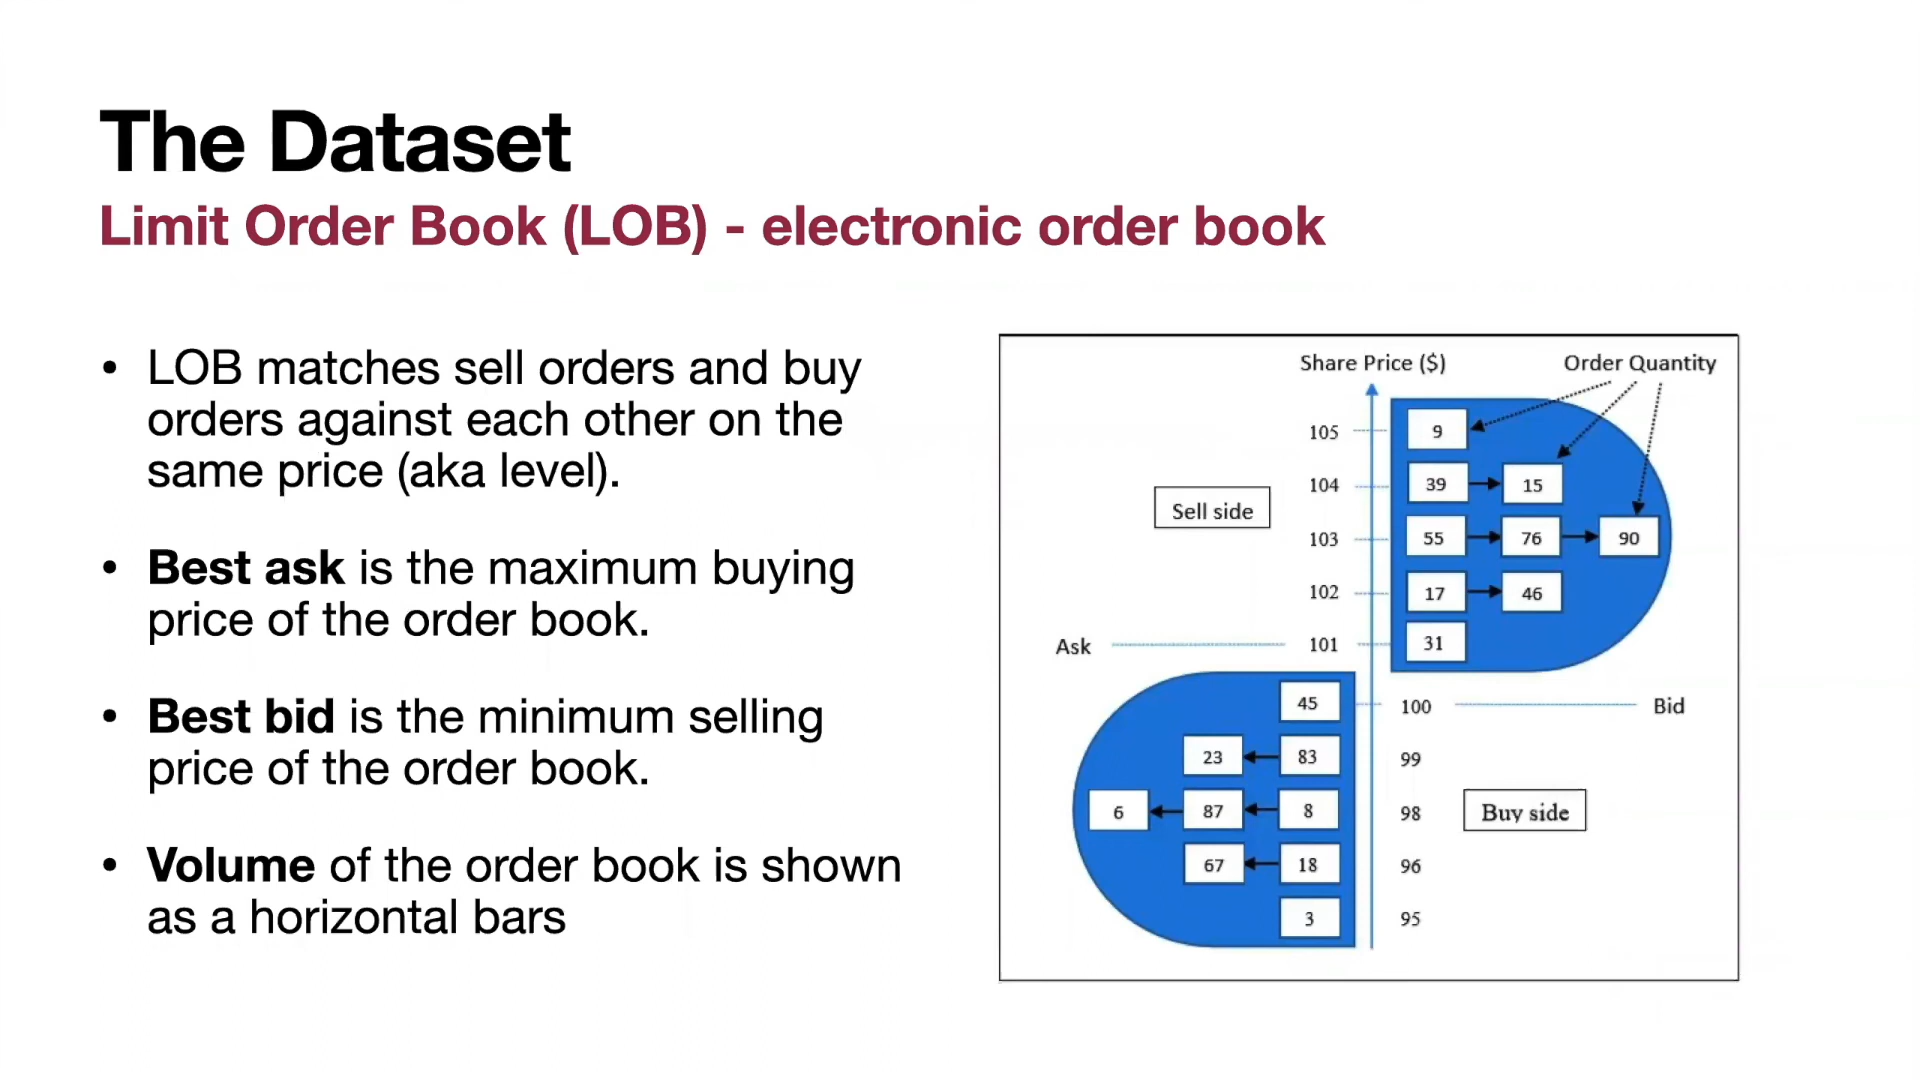 The Dataset
Limit Order Book (LOB) - electronic order book
• LOB matches sell orders and buy
orders against each other on the
same price (aka level).
• Best ask is the maximum buying
price of the order book.
• Best bid is the minimum selling
price of the order book.
• Volume of the order book is shown
as a horizontal bars
Share Price ($) Order Quantity
105 9
104 39 15
Sell side
103 55 76 90
102 17 46
Ask 101 31
45 100 Bid
23 83 99
6 87 8 98 Buy side
67 18 96
3 95